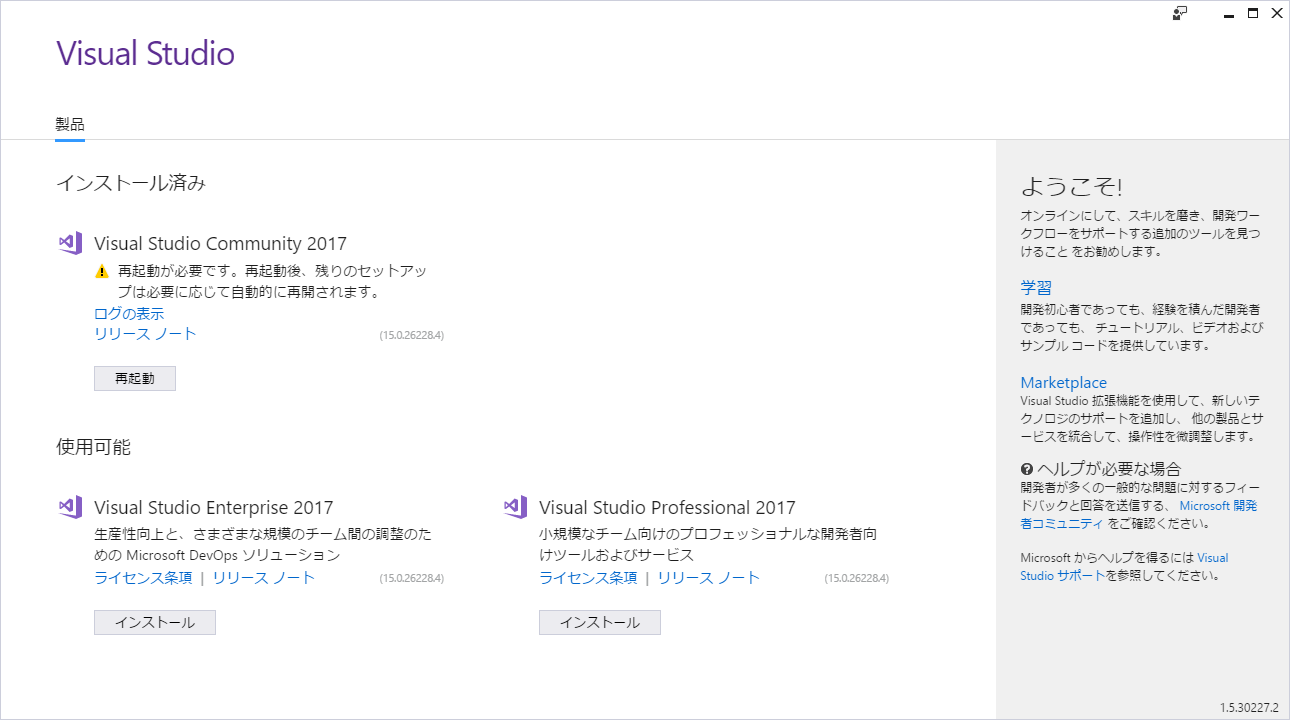 Visual Studio
製品
インストール済み
Visual Studio Community 2017
再起動が必要です。再起動後、残りのセットアッ
プは必要に応じて自動的に再開されます。
ログの表示
リリース ノート (15.0.26228.4)
再起動
使用可能
Visual Studio Enterprise 2017
生産性向上と、さまざまな規模のチーム間の調整のた
めの Microsoft DevOps ソリューション
ライセンス条項 | リリース ノート (15.0.26228.4)
インストール
Visual Studio Professional 2017
小規模なチーム向けのプロフェッショナルな開発者向
けツールおよびサービス
ライセンス条項 | リリース ノート (15.0.26228.4)
インストール
ようこそ!
オンラインにして、スキルを磨き、開発ワー
クフローをサポートする追加のツールを見つ
けること をお勧めします。
学習
開発初心者であっても、経験を積んだ開発者
であっても、 チュートリアル、ビデオおよび
サンプル コードを提供しています。
Marketplace
Visual Studio 拡張機能を使用して、新しいテ
クノロジのサポートを追加し、 他の製品とサ
ービスを統合して、操作性を微調整します。
ヘルプが必要な場合
開発者が多くの一般的な問題に対するフィー
ドバックと回答を送信する、 Microsoft 開発
者コミュニティ をご確認ください。
Microsoft からヘルプを得るには Visual
Studio サポートを参照してください。
1.5.30227.2